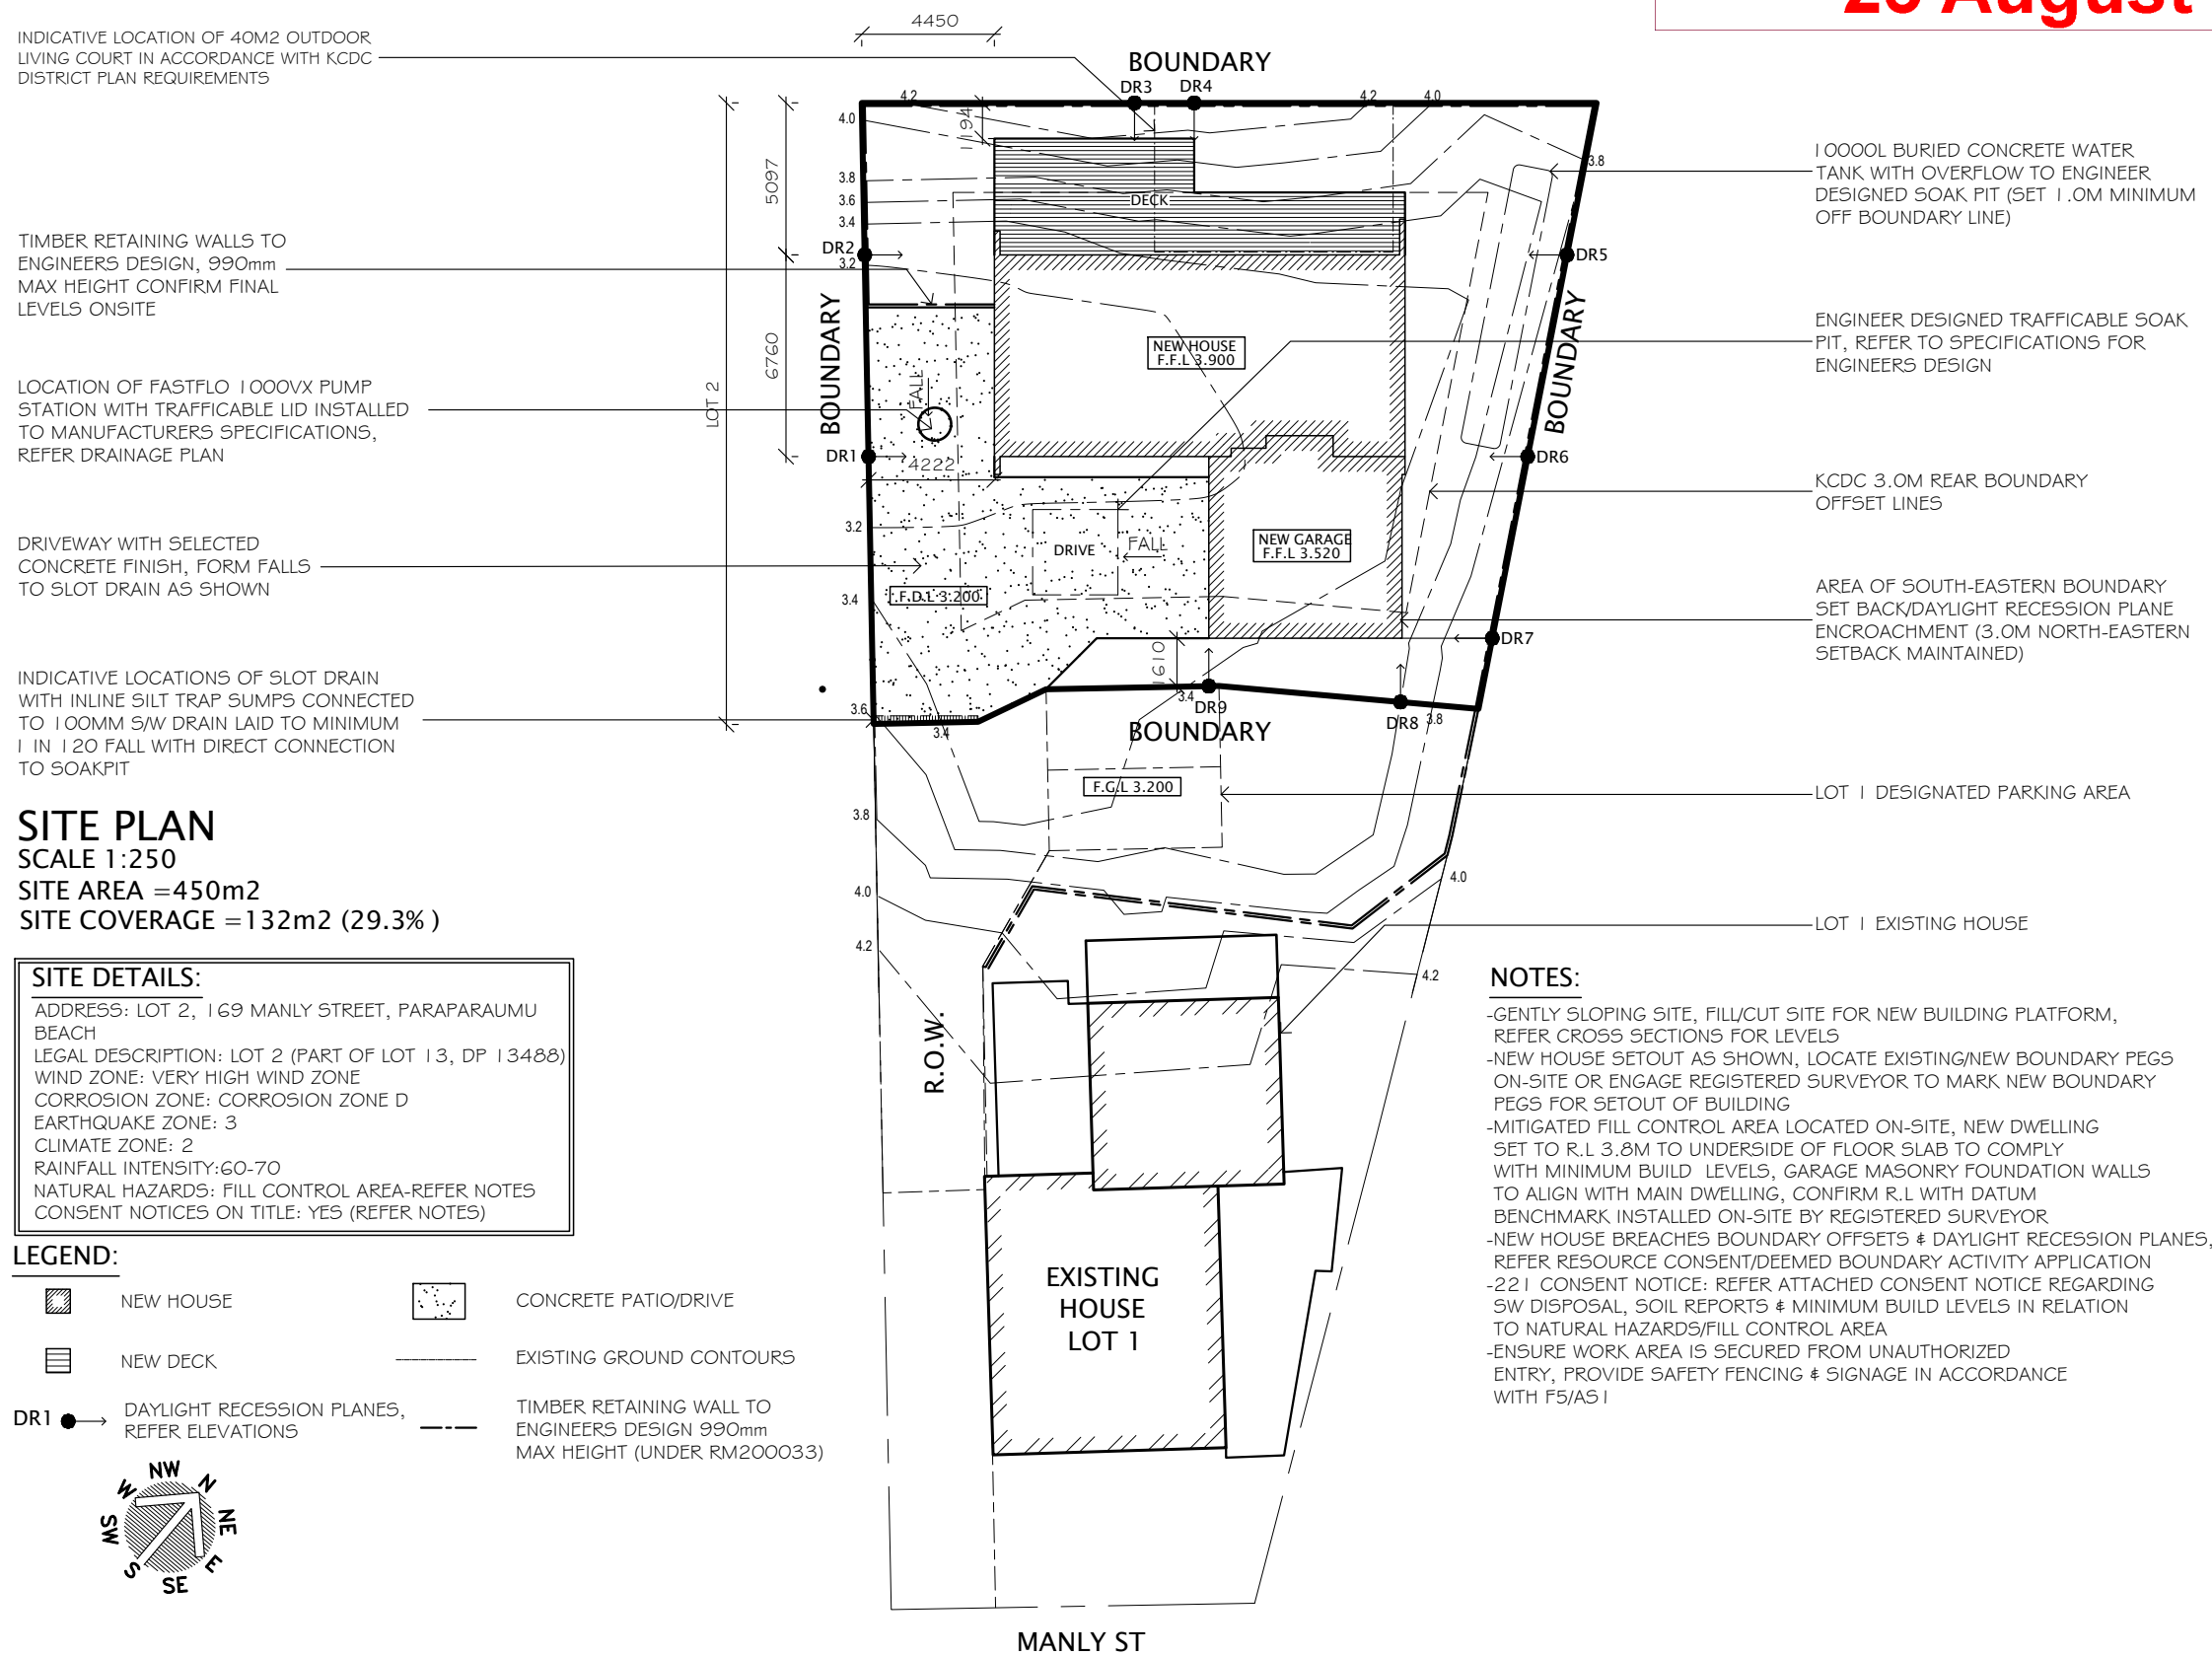 26 August
INDICATIVE LOCATION OF 40M2 OUTDOOR
LIVING COURT IN ACCORDANCE WITH KCDC
DISTRICT PLAN REQUIREMENTS
TIMBER RETAINING WALLS TO
ENGINEERS DESIGN, 990mm
MAX HEIGHT CONFIRM FINAL
LEVELS ONSITE
LOCATION OF FASTFLO 1000VX PUMP
STATION WITH TRAFFICABLE LID INSTALLED
TO MANUFACTURERS SPECIFICATIONS,
REFER DRAINAGE PLAN
DRIVEWAY WITH SELECTED
CONCRETE FINISH, FORM FALLS
TO SLOT DRAIN AS SHOWN
INDICATIVE LOCATIONS OF SLOT DRAIN
WITH INLINE SILT TRAP SUMPS CONNECTED
TO 100MM S/W DRAIN LAID TO MINIMUM
1 IN 120 FALL WITH DIRECT CONNECTION
TO SOAKPIT
SITE PLAN
SCALE 1:250
SITE AREA =450m2
SITE COVERAGE =132m2 (29.3% )
SITE DETAILS:
ADDRESS: LOT 2, 169 MANLY STREET, PARAPARAUMU
BEACH
LEGAL DESCRIPTION: LOT 2 (PART OF LOT 13, DP 13488)
WIND ZONE: VERY HIGH WIND ZONE
CORROSION ZONE: CORROSION ZONE D
EARTHQUAKE ZONE: 3
CLIMATE ZONE: 2
RAINFALL INTENSITY:60-70
NATURAL HAZARDS: FILL CONTROL AREA-REFER NOTES
CONSENT NOTICES ON TITLE: YES (REFER NOTES)
LEGEND:
NEW HOUSE
CONCRETE PATIO/DRIVE
NEW DECK
EXISTING GROUND CONTOURS
DR1
DAYLIGHT RECESSION PLANES,
REFER ELEVATIONS
TIMBER RETAINING WALL TO
ENGINEERS DESIGN 990mm
MAX HEIGHT (UNDER RM200033)
NW
N
NE
E
SE
S
SW
W
4450
BOUNDARY
DR3
DR4
4.2
4.2
4.0
4.0
1194
3.8
LOT 2
5097
3.8
3.6
3.4
DECK
DR2
3.2
DR5
6760
BOUNDARY
BOUNDARY
NEW HOUSE
F.F.L 3.900
FALL
DR1
4222
DR6
3.2
DRIVE
FALL
NEW GARAGE
F.F.L 3.520
3.4
F.F.D.L 3.200
DR7
1610
3.6
3.4
3.4
DR9
DR8
3.8
BOUNDARY
F.G.L 3.200
3.8
4.0
4.0
4.2
4.2
R.O.W.
EXISTING
HOUSE
LOT 1
MANLY ST
10000L BURIED CONCRETE WATER
TANK WITH OVERFLOW TO ENGINEER
DESIGNED SOAK PIT (SET 1.0M MINIMUM
OFF BOUNDARY LINE)
ENGINEER DESIGNED TRAFFICABLE SOAK
PIT, REFER TO SPECIFICATIONS FOR
ENGINEERS DESIGN
KCDC 3.0M REAR BOUNDARY
OFFSET LINES
AREA OF SOUTH-EASTERN BOUNDARY
SET BACK/DAYLIGHT RECESSION PLANE
ENCROACHMENT (3.0M NORTH-EASTERN
SETBACK MAINTAINED)
LOT 1 DESIGNATED PARKING AREA
LOT 1 EXISTING HOUSE
NOTES:
-GENTLY SLOPING SITE, FILL/CUT SITE FOR NEW BUILDING PLATFORM,
REFER CROSS SECTIONS FOR LEVELS
-NEW HOUSE SETOUT AS SHOWN, LOCATE EXISTING/NEW BOUNDARY PEGS
ON-SITE OR ENGAGE REGISTERED SURVEYOR TO MARK NEW BOUNDARY
PEGS FOR SETOUT OF BUILDING
-MITIGATED FILL CONTROL AREA LOCATED ON-SITE, NEW DWELLING
SET TO R.L 3.8M TO UNDERSIDE OF FLOOR SLAB TO COMPLY
WITH MINIMUM BUILD LEVELS, GARAGE MASONRY FOUNDATION WALLS
TO ALIGN WITH MAIN DWELLING, CONFIRM R.L WITH DATUM
BENCHMARK INSTALLED ON-SITE BY REGISTERED SURVEYOR
-NEW HOUSE BREACHES BOUNDARY OFFSETS & DAYLIGHT RECESSION PLANES,
REFER RESOURCE CONSENT/DEEMED BOUNDARY ACTIVITY APPLICATION
-221 CONSENT NOTICE: REFER ATTACHED CONSENT NOTICE REGARDING
SW DISPOSAL, SOIL REPORTS & MINIMUM BUILD LEVELS IN RELATION
TO NATURAL HAZARDS/FILL CONTROL AREA
-ENSURE WORK AREA IS SECURED FROM UNAUTHORIZED
ENTRY, PROVIDE SAFETY FENCING & SIGNAGE IN ACCORDANCE
WITH F5/AS1